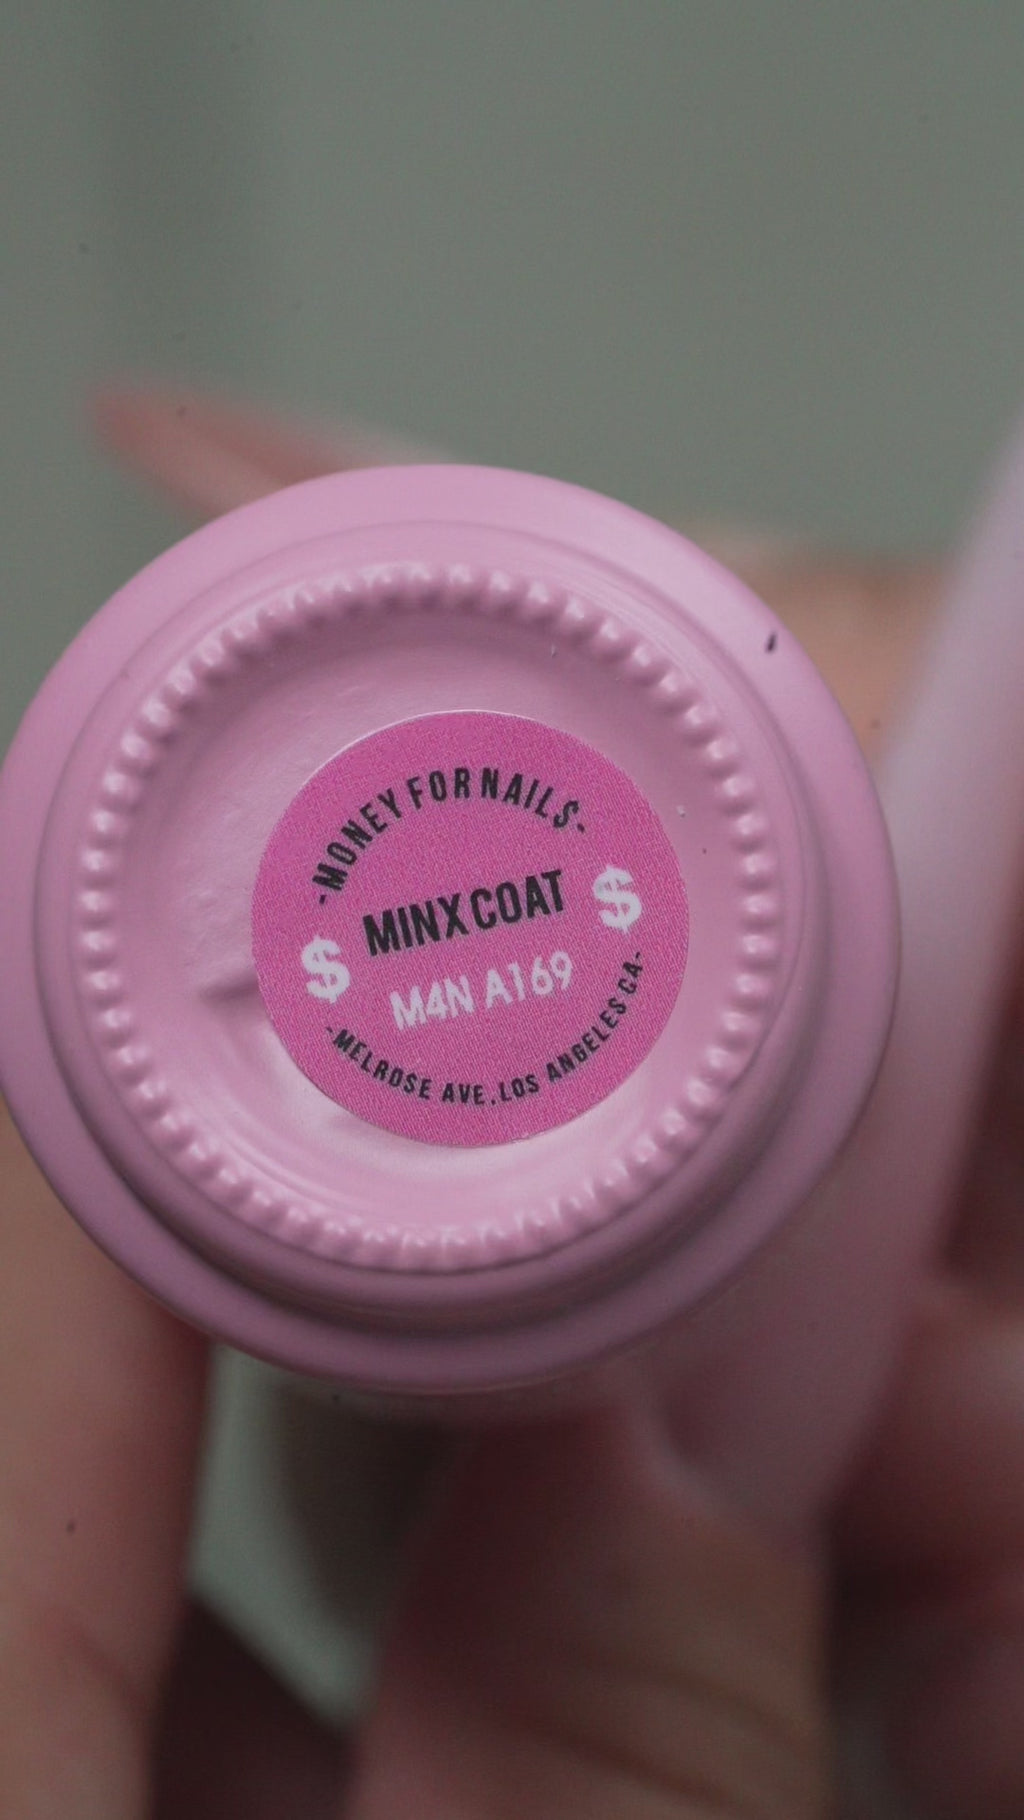 -MONEY FOR NAILS-
MINX COAT
$ $
M4N A169
-MELROSE AVE, LOS ANGELES CA-